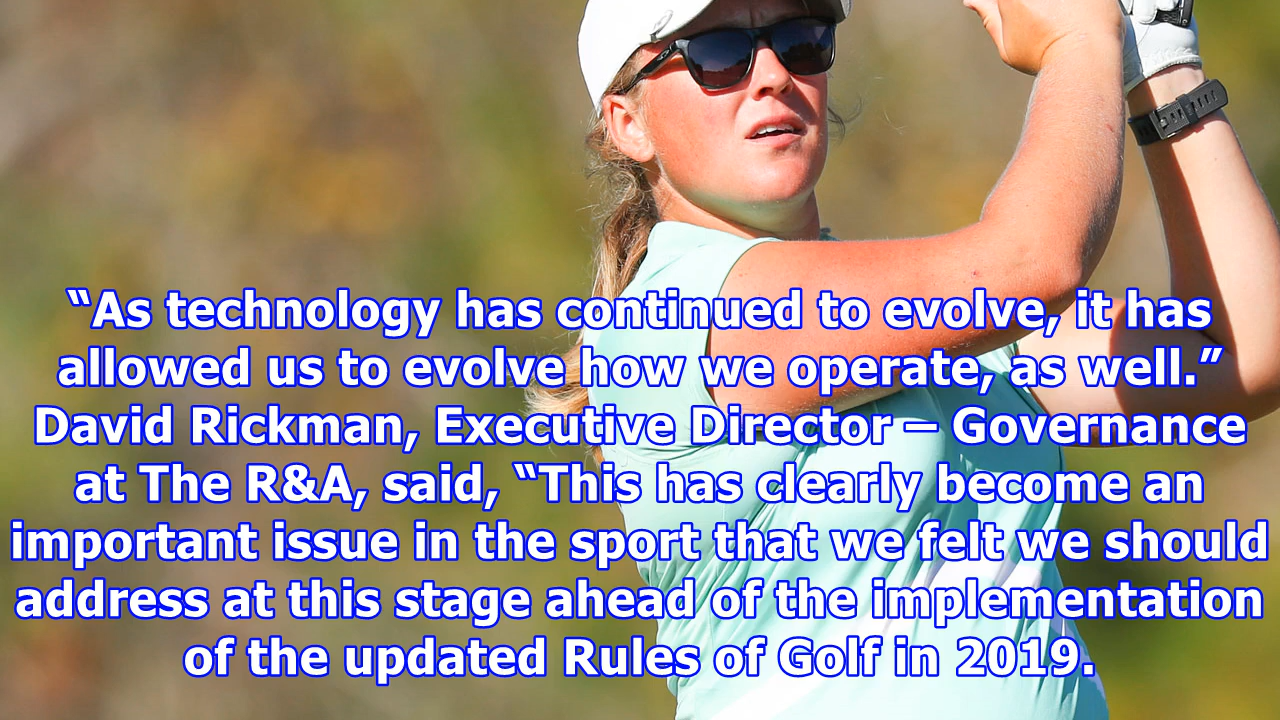 “As technology has continued to evolve, it has
allowed us to evolve how we operate, as well.”
David Rickman, Executive Director – Governance
at The R&A, said, “This has clearly become an
important issue in the sport that we felt we should
address at this stage ahead of the implementation
of the updated Rules of Golf in 2019.